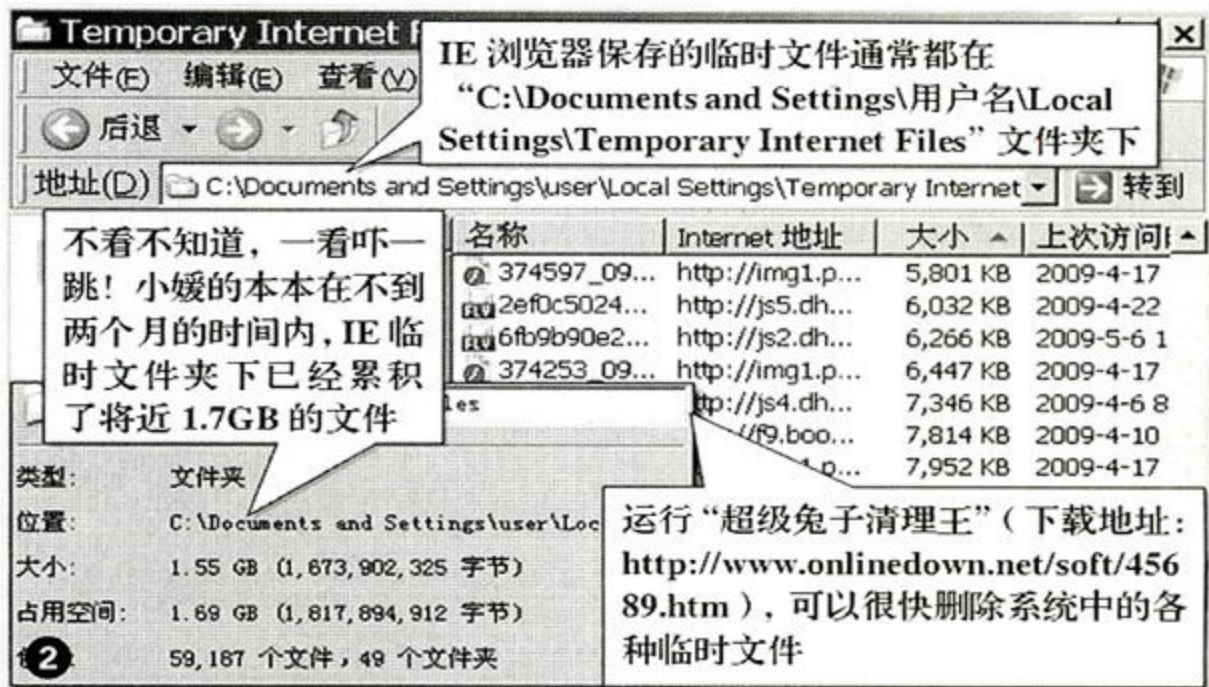 Temporary Internet
IE 浏览器保存的临时文件通常都在
“C:\Documents and Settings\用户名\Local
Settings\Temporary Internet Files”文件夹下
文件(F) 编辑(E) 查看(V)
后退
地址(D) C:\Documents and Settings\user\Local Settings\Temporary Internet 转到
不看不知道，一看吓一
跳！小媛的本本在不到
两个月的时间内，IE 临
时文件夹下已经累积
了将近 1.7GB 的文件
名称 Internet 地址 大小 上次访问
374597_09... http://img1.p... 5,801 KB 2009-4-17
2ef0c5024... http://js5.dh... 6,032 KB 2009-4-22
6fb9b90e2... http://js2.dh... 6,266 KB 2009-5-6 1
374253_09... http://img1.p... 6,447 KB 2009-4-17
ttp://js4.dh... 7,346 KB 2009-4-6 8
//f9.boo... 7,814 KB 2009-4-10
7,952 KB 2009-4-17
les
类型: 文件夹
位置: C:\Documents and Settings\user\Loc
大小: 1.55 GB (1,673,902,325 字节)
占用空间: 1.69 GB (1,817,894,912 字节)
59,187 个文件，49 个文件夹
2
运行“超级兔子清理王”（下载地址：
http://www.onlinedown.net/soft/456
89.htm），可以很快删除系统中的各
种临时文件